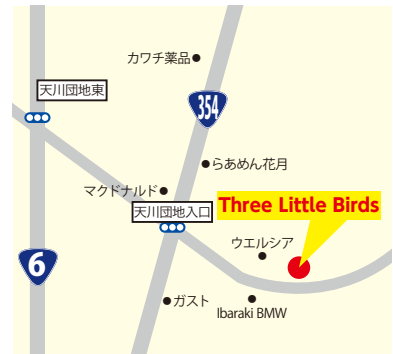 カワチ薬品
天川団地東
354
らあめん花月
マクドナルド
天川団地入口
Three Little Birds
ウエルシア
6
ガスト
Ibaraki BMW